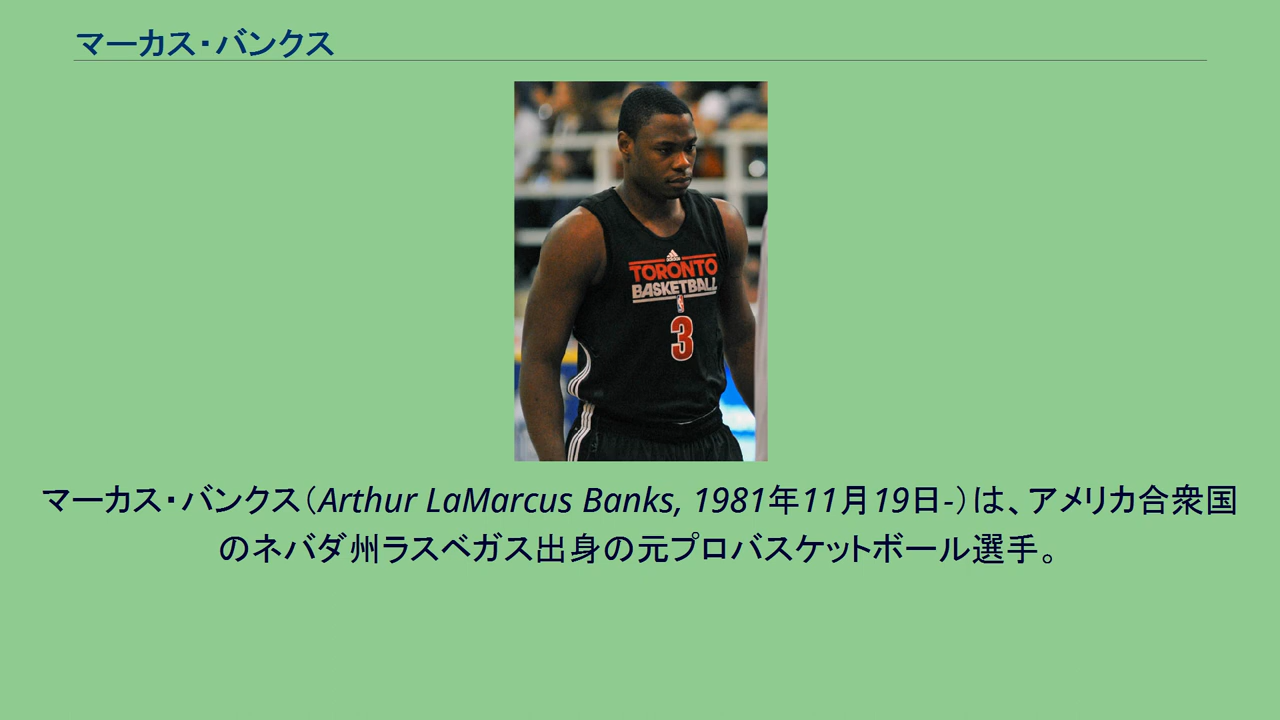 マーカス・バンクス
adidas
TORONTO
BASKETBALL
3
マーカス・バンクス（Arthur LaMarcus Banks, 1981年11月19日-）は、アメリカ合衆国
のネバダ州ラスベガス出身の元プロバスケットボール選手。